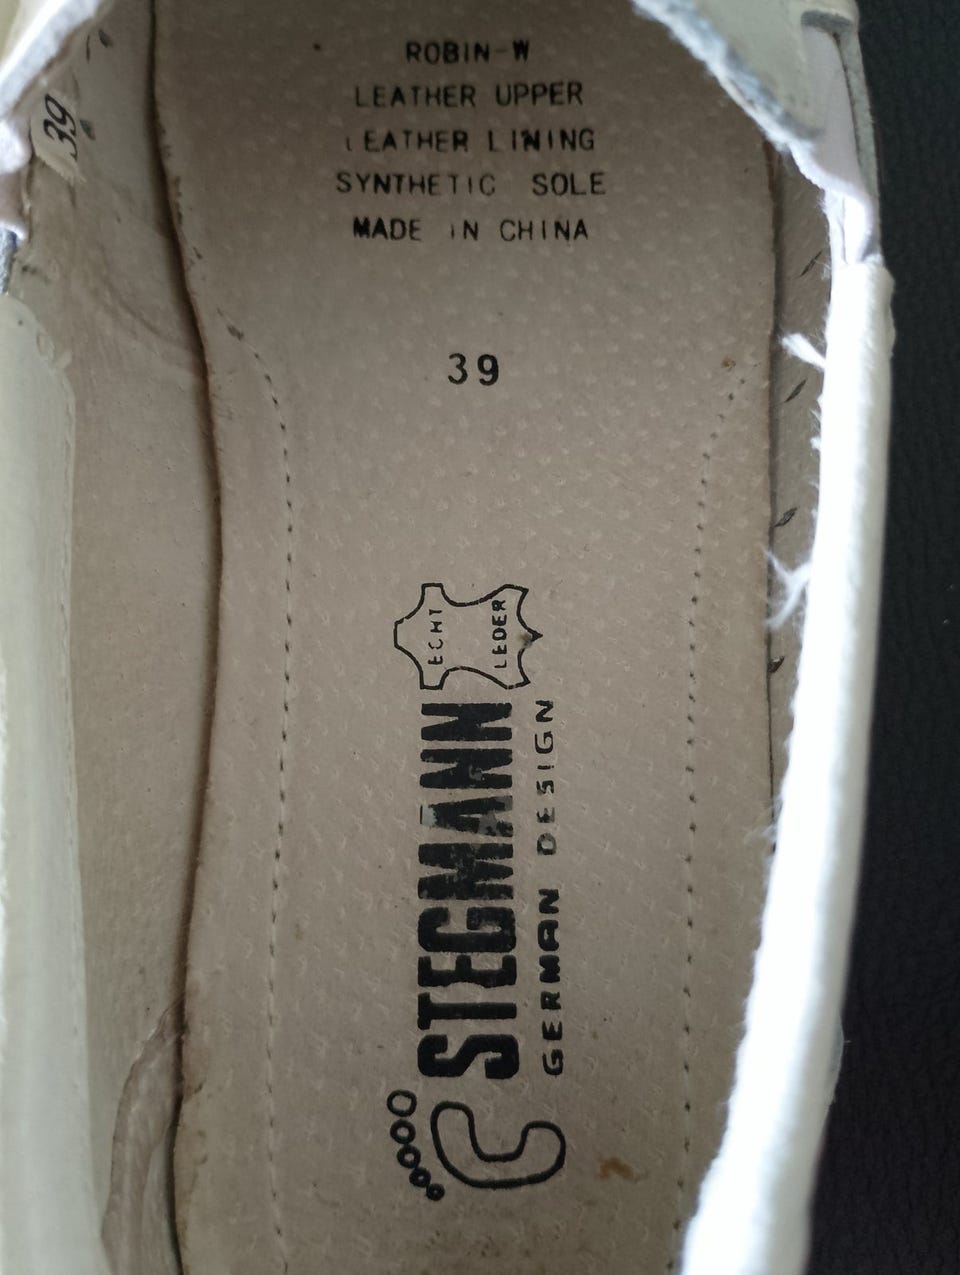 ROBIN-W
LEATHER UPPER
LEATHER LINING
SYNTHETIC SOLE
MADE IN CHINA
39
39
ECHT
LEDER
STEGMANN
GERMAN DESIGN